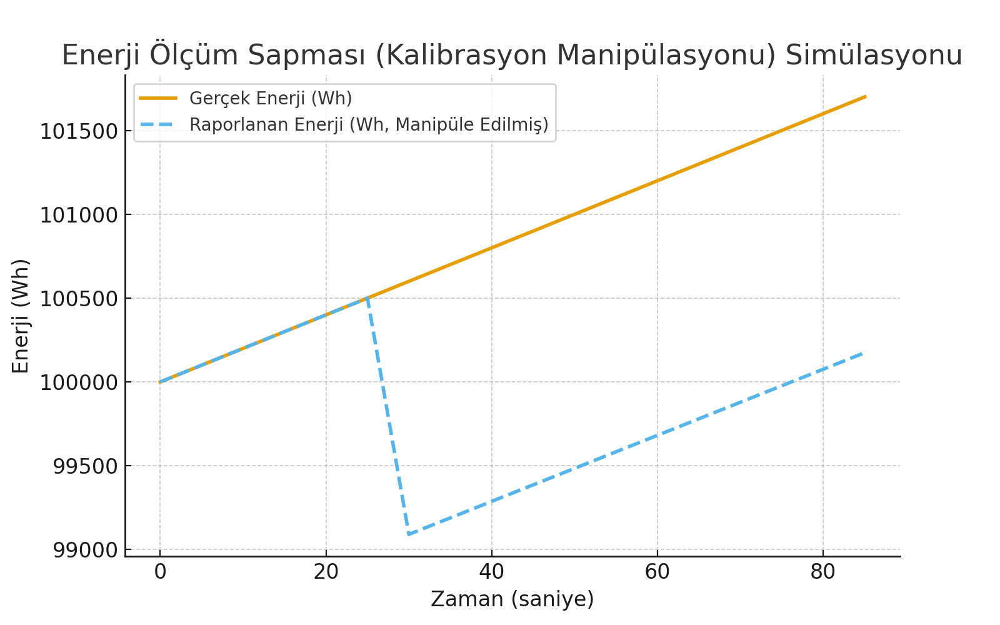 Enerji Ölçüm Sapması (Kalibrasyon Manipülasyonu) Simülasyonu
Gerçek Enerji (Wh)
Raporlanan Enerji (Wh, Manipüle Edilmiş)
Enerji (Wh)
101500
101000
100500
100000
99500
99000
0 20 40 60 80
Zaman (saniye)